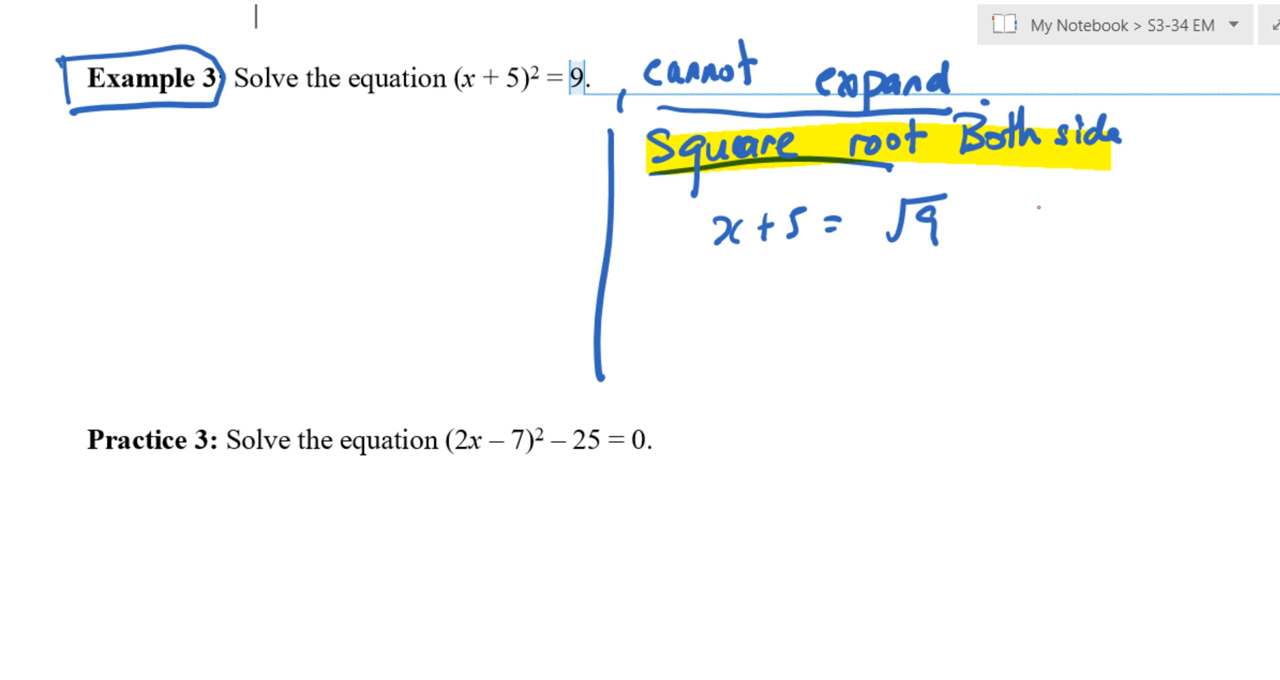 My Notebook > S3-34 EM
Example 3: Solve the equation (x + 5)² = 9.
, cannot expand.
Square root Both side
x + 5 = √9
Practice 3: Solve the equation (2x – 7)² – 25 = 0.